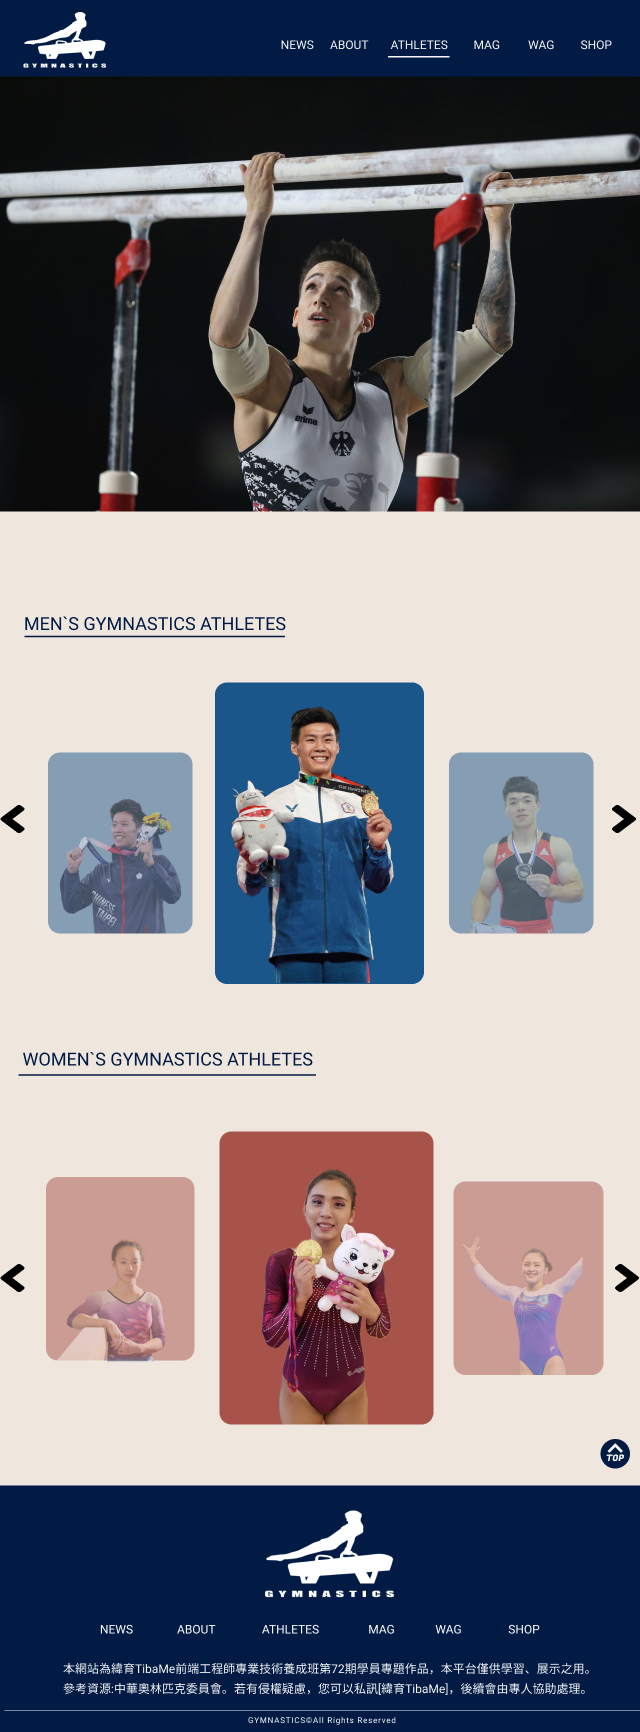 GYMNASTICS
NEWS ABOUT ATHLETES MAG WAG SHOP
erima
MEN`S GYMNASTICS ATHLETES
CHINESE
TAIPEI
WOMEN`S GYMNASTICS ATHLETES
TOP
GYMNASTICS
NEWS ABOUT ATHLETES MAG WAG SHOP
本網站為緯育TibaMe前端工程師專業技術養成班第72期學員專題作品，本平台僅供學習、展示之用。
參考資源:中華奧林匹克委員會。若有侵權疑慮，您可以私訊[緯育TibaMe]，後續會由專人協助處理。
GYMNASTICS©All Rights Reserved